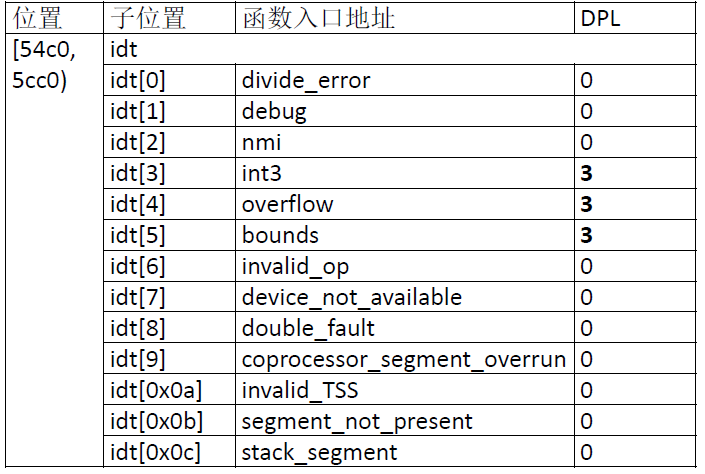 位置 子位置 函数入口地址 DPL
[54c0, idt
5cc0) idt[0] divide_error 0
idt[1] debug 0
idt[2] nmi 0
idt[3] int3 3
idt[4] overflow 3
idt[5] bounds 3
idt[6] invalid_op 0
idt[7] device_not_available 0
idt[8] double_fault 0
idt[9] coprocessor_segment_overrun 0
idt[0x0a] invalid_TSS 0
idt[0x0b] segment_not_present 0
idt[0x0c] stack_segment 0